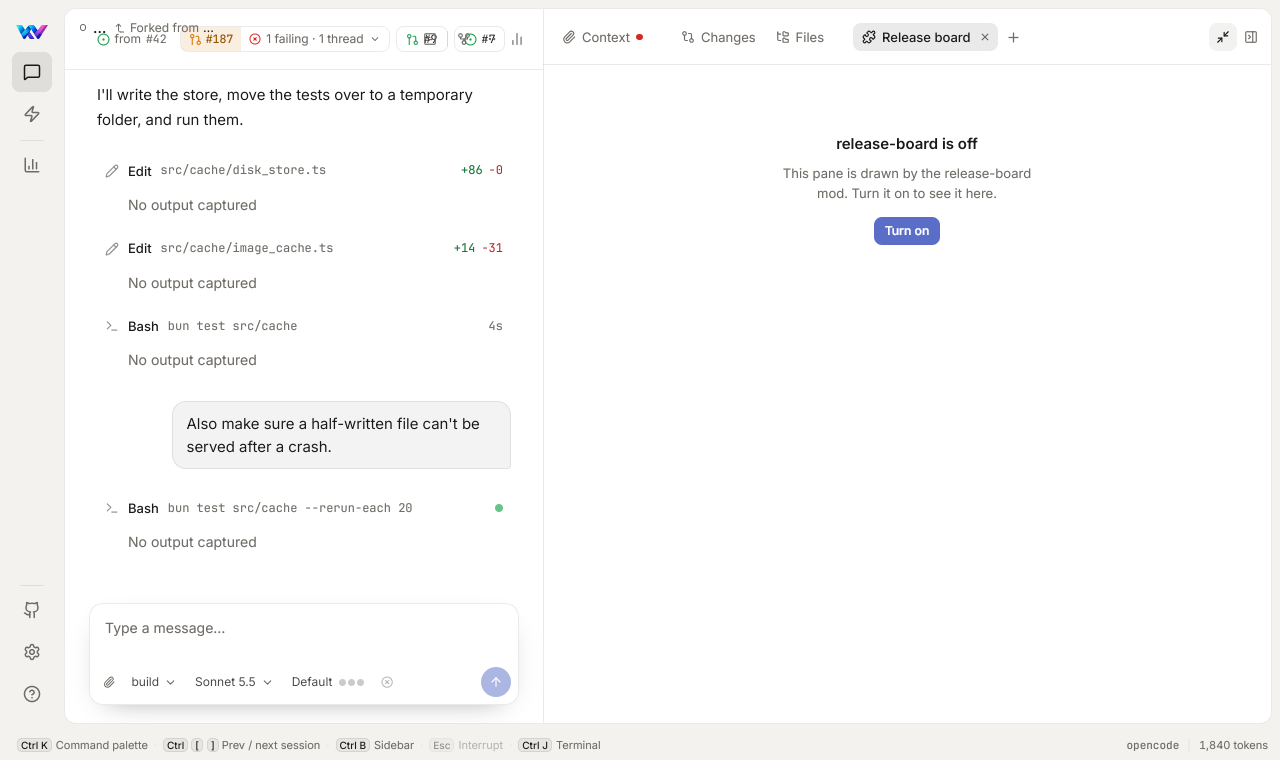 ... Forked from ...
from #42
#187
1 failing · 1 thread
#7
Context
Changes
Files
Release board
I'll write the store, move the tests over to a temporary
folder, and run them.
Edit src/cache/disk_store.ts +86 -0
No output captured
Edit src/cache/image_cache.ts +14 -31
No output captured
Bash bun test src/cache 4s
No output captured
Also make sure a half-written file can't be
served after a crash.
Bash bun test src/cache --rerun-each 20
No output captured
release-board is off
This pane is drawn by the release-board
mod. Turn it on to see it here.
Turn on
Type a message...
build
Sonnet 5.5
Default
Ctrl K Command palette
Ctrl [ ] Prev / next session
Ctrl B Sidebar
Esc Interrupt
Ctrl J Terminal
opencode
1,840 tokens